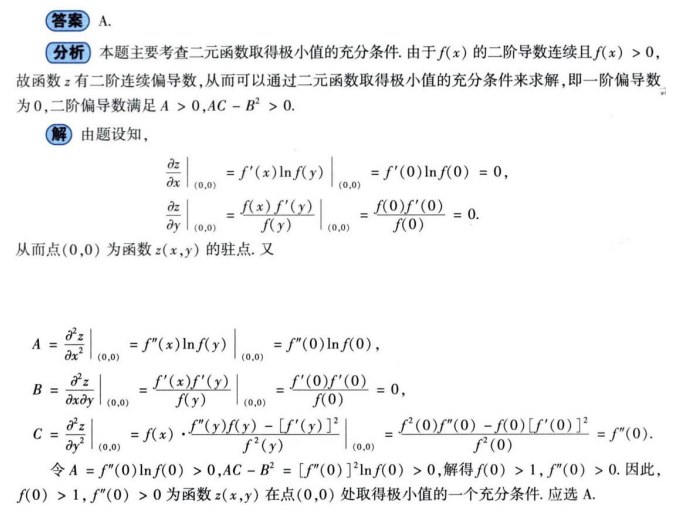 答案 A.
分析 本题主要考查二元函数取得极小值的充分条件. 由于f(x) 的二阶导数连续且f(x) > 0,
故函数 z 有二阶连续偏导数,从而可以通过二元函数取得极小值的充分条件来求解,即一阶偏导数
为0,二阶偏导数满足 A > 0,AC - B² > 0.
解 由题设知,
∂z/∂x |(0,0) = f′(x)ln f(y) |(0,0) = f′(0)ln f(0) = 0,
∂z/∂y |(0,0) = f(x)f′(y)/f(y) |(0,0) = f(0)f′(0)/f(0) = 0.
从而点(0,0) 为函数 z(x,y) 的驻点. 又
A = ∂²z/∂x² |(0,0) = f″(x)ln f(y) |(0,0) = f″(0)ln f(0),
B = ∂²z/∂x∂y |(0,0) = f′(x)f′(y)/f(y) |(0,0) = f′(0)f′(0)/f(0) = 0,
C = ∂²z/∂y² |(0,0) = f(x) · f″(y)f(y) - [f′(y)]²/f²(y) |(0,0) = f²(0)f″(0) - f(0)[f′(0)]²/f²(0) = f″(0).
令 A = f″(0)ln f(0) > 0,AC - B² = [f″(0)]²ln f(0) > 0,解得f(0) > 1, f″(0) > 0. 因此,
f(0) > 1, f″(0) > 0 为函数 z(x,y) 在点(0,0) 处取得极小值的一个充分条件. 应选 A.